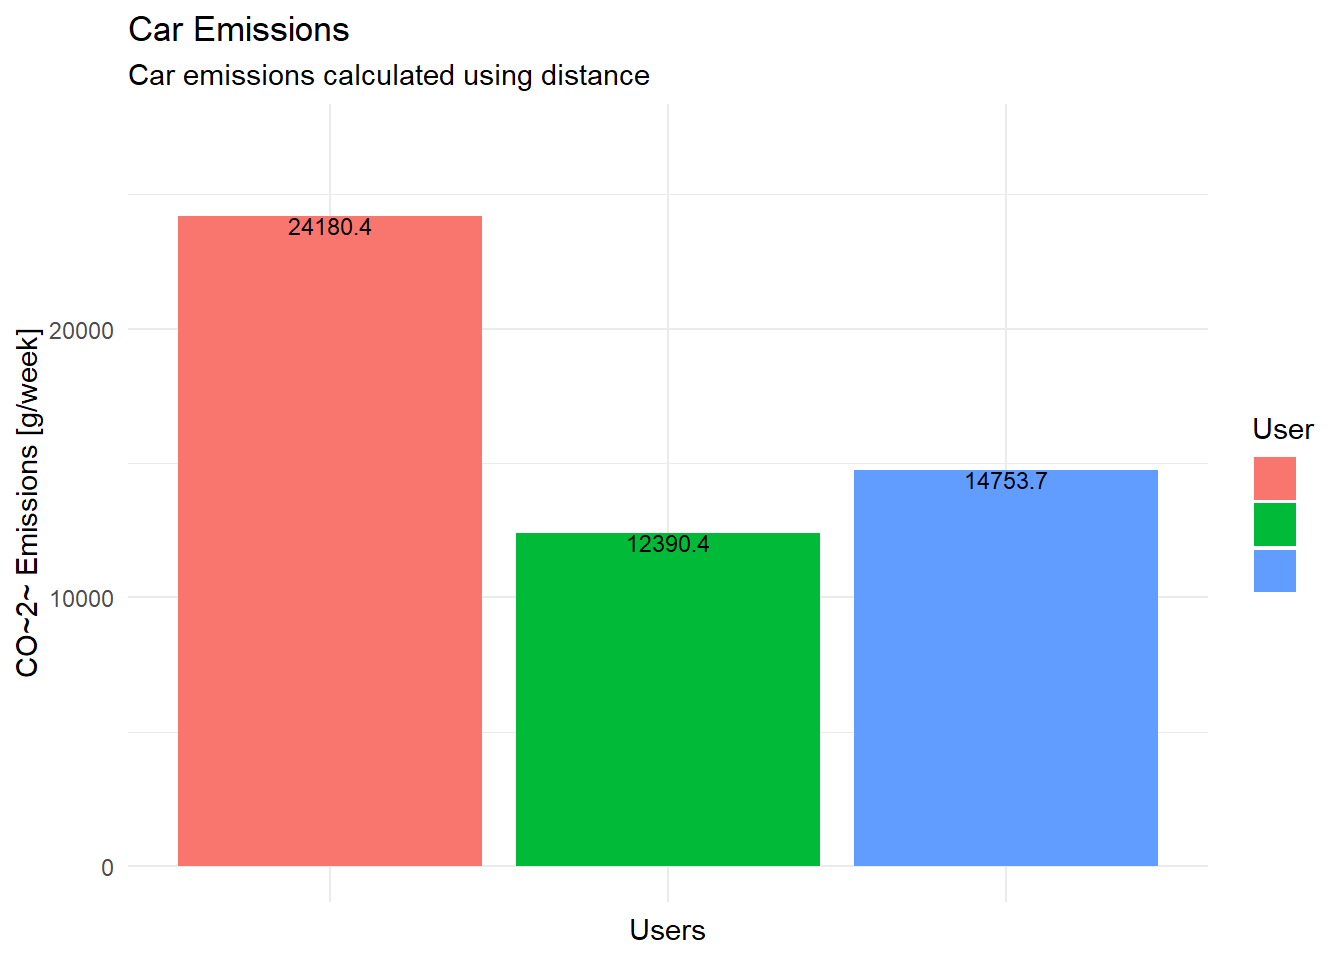 Car Emissions
Car emissions calculated using distance
CO~2~ Emissions [g/week]
20000
10000
0
24180.4
12390.4
14753.7
Users
User